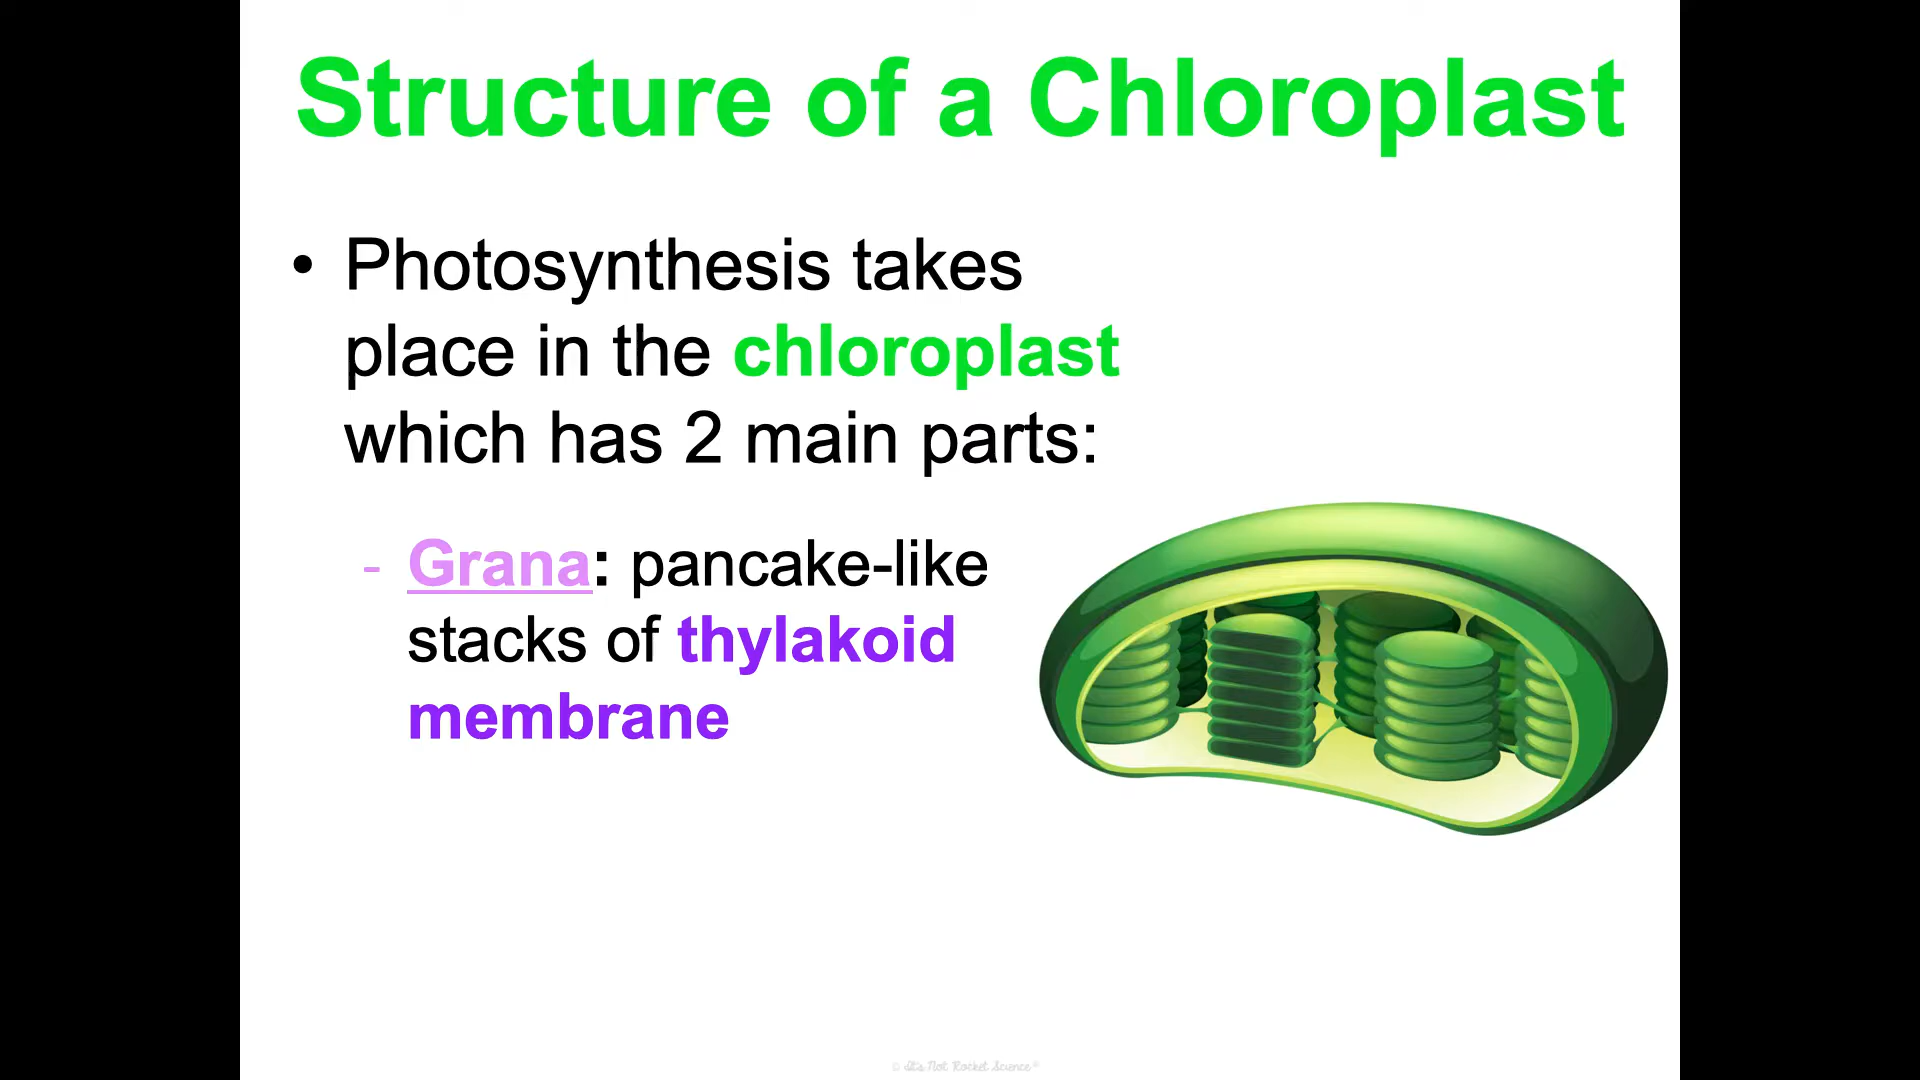 Structure of a Chloroplast
• Photosynthesis takes
place in the chloroplast
which has 2 main parts:
- Grana: pancake-like
stacks of thylakoid
membrane
© It's Not Rocket Science®